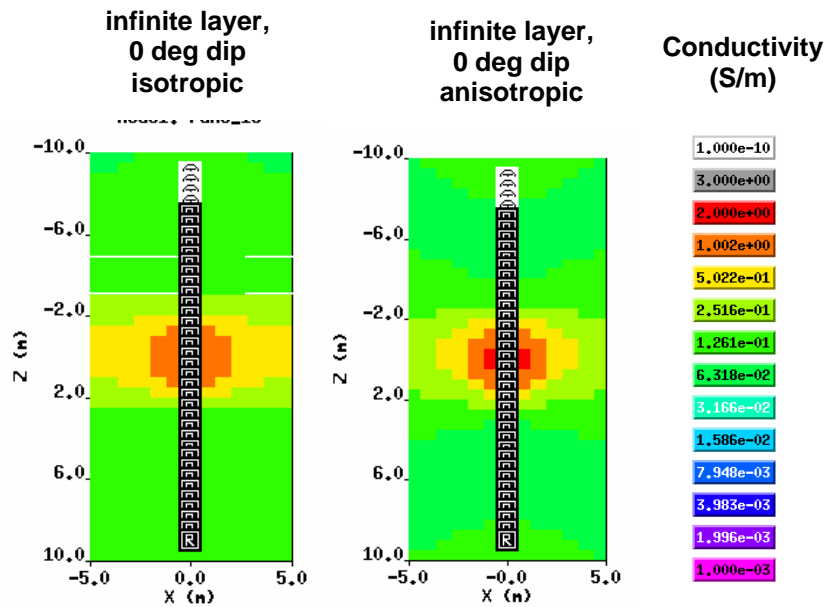 infinite layer,
0 deg dip
isotropic
infinite layer,
0 deg dip
anisotropic
Conductivity
(S/m)
-10.0
-6.0
-2.0
2.0
6.0
10.0
Z (m)
-5.0
0.0
5.0
X (m)
R
-10.0
-6.0
-2.0
2.0
6.0
10.0
Z (m)
-5.0
-0.0
5.0
X (m)
R
1.000e-10
3.000e+00
2.000e+00
1.002e+00
5.022e-01
2.516e-01
1.261e-01
6.318e-02
3.166e-02
1.586e-02
7.948e-03
3.983e-03
1.996e-03
1.000e-03